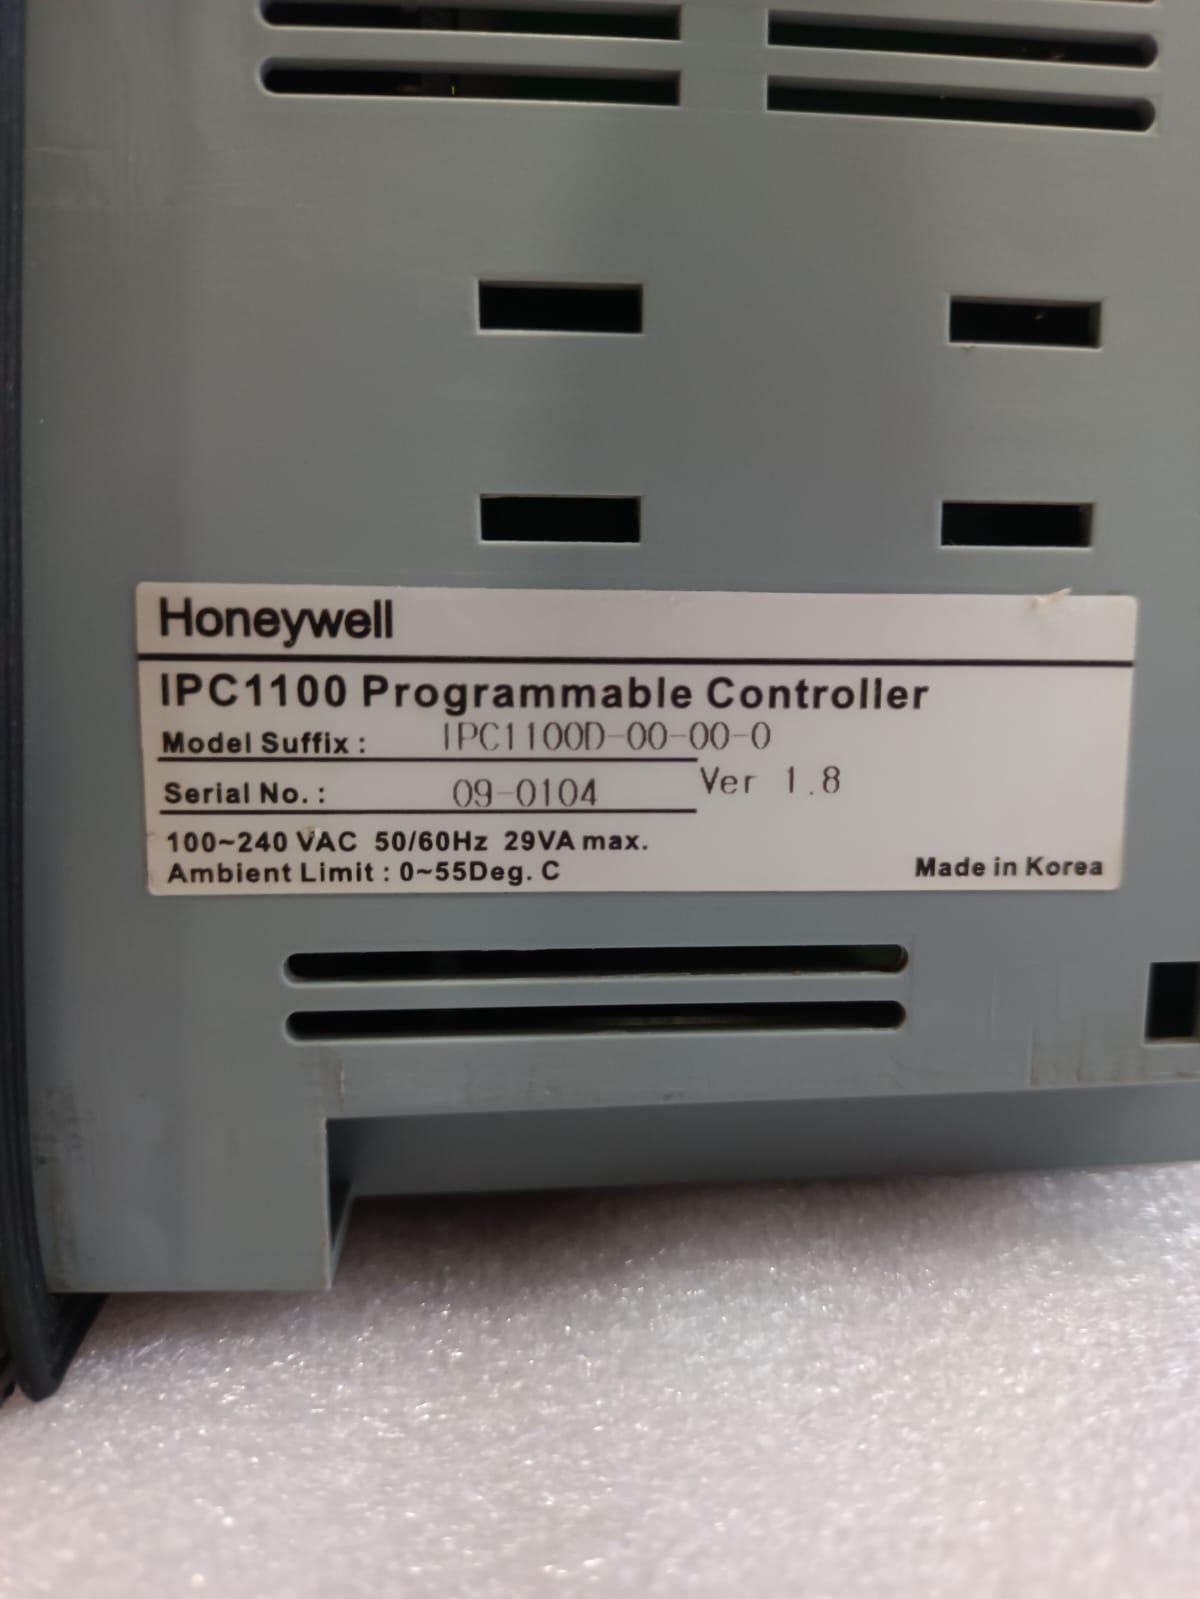 Honeywell
IPC1100 Programmable Controller
Model Suffix : IPC1100D-00-00-0
Serial No. : 09-0104 Ver 1.8
100~240 VAC 50/60Hz 29VA max.
Ambient Limit : 0~55Deg. C Made in Korea